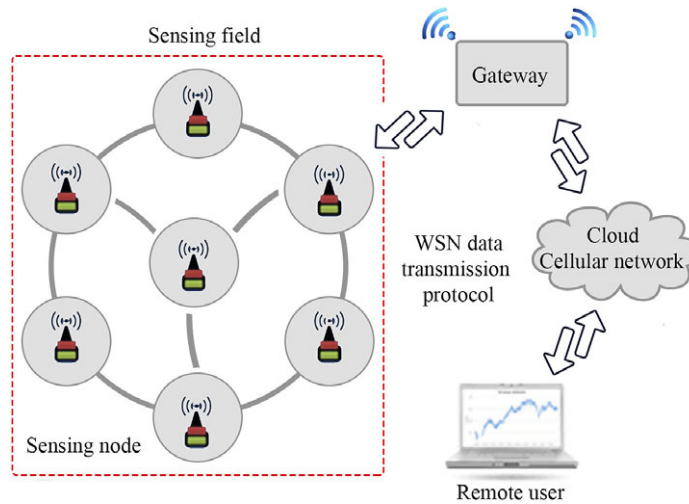 Sensing field
Gateway
WSN data
transmission
protocol
Cloud
Cellular network
Sensing node
Remote user